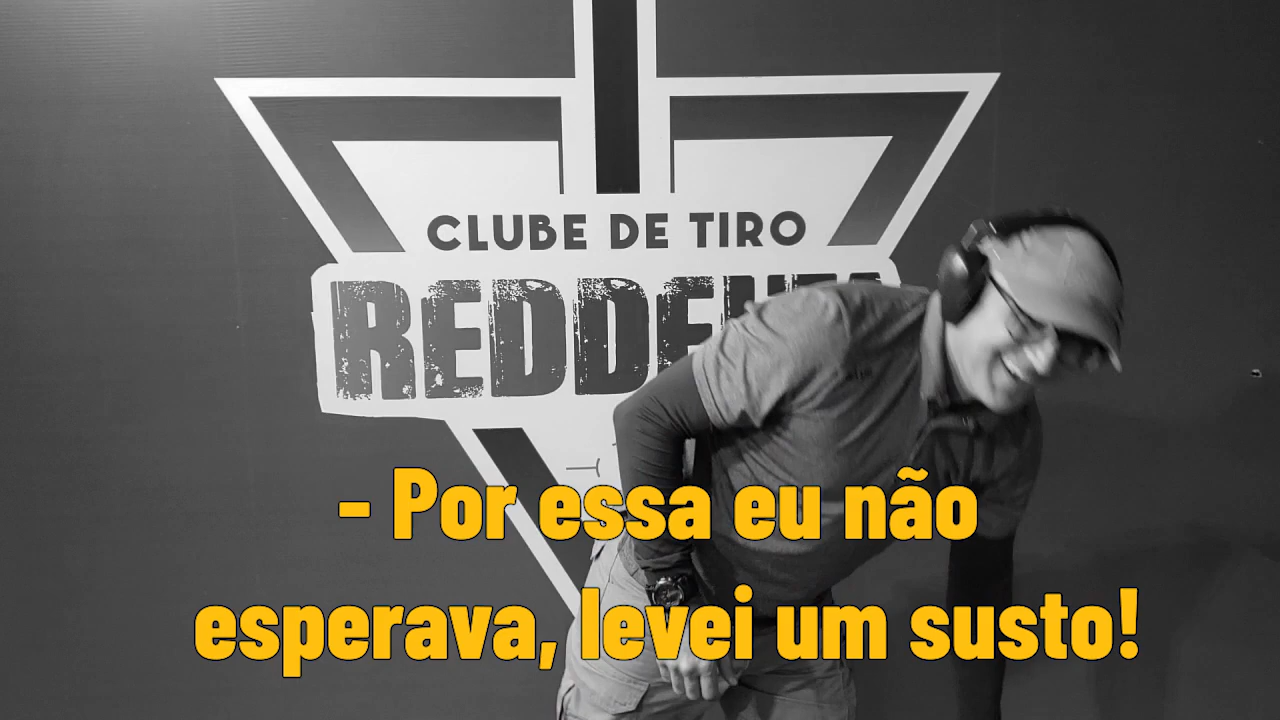 CLUBE DE TIRO
- Por essa eu não
esperava, levei um susto!